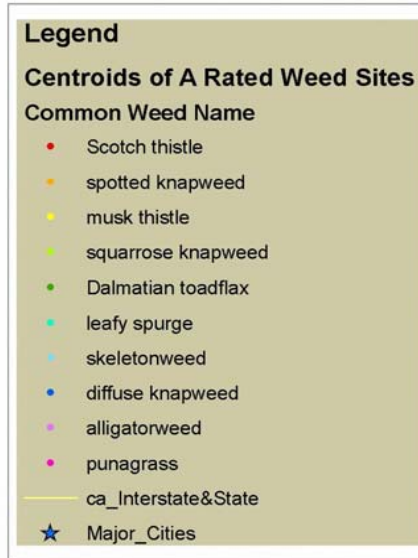 Legend
Centroids of A Rated Weed Sites
Common Weed Name
Scotch thistle
spotted knapweed
musk thistle
squarrose knapweed
Dalmatian toadflax
leafy spurge
skeletonweed
diffuse knapweed
alligatorweed
punagrass
ca_Interstate&State
Major_Cities